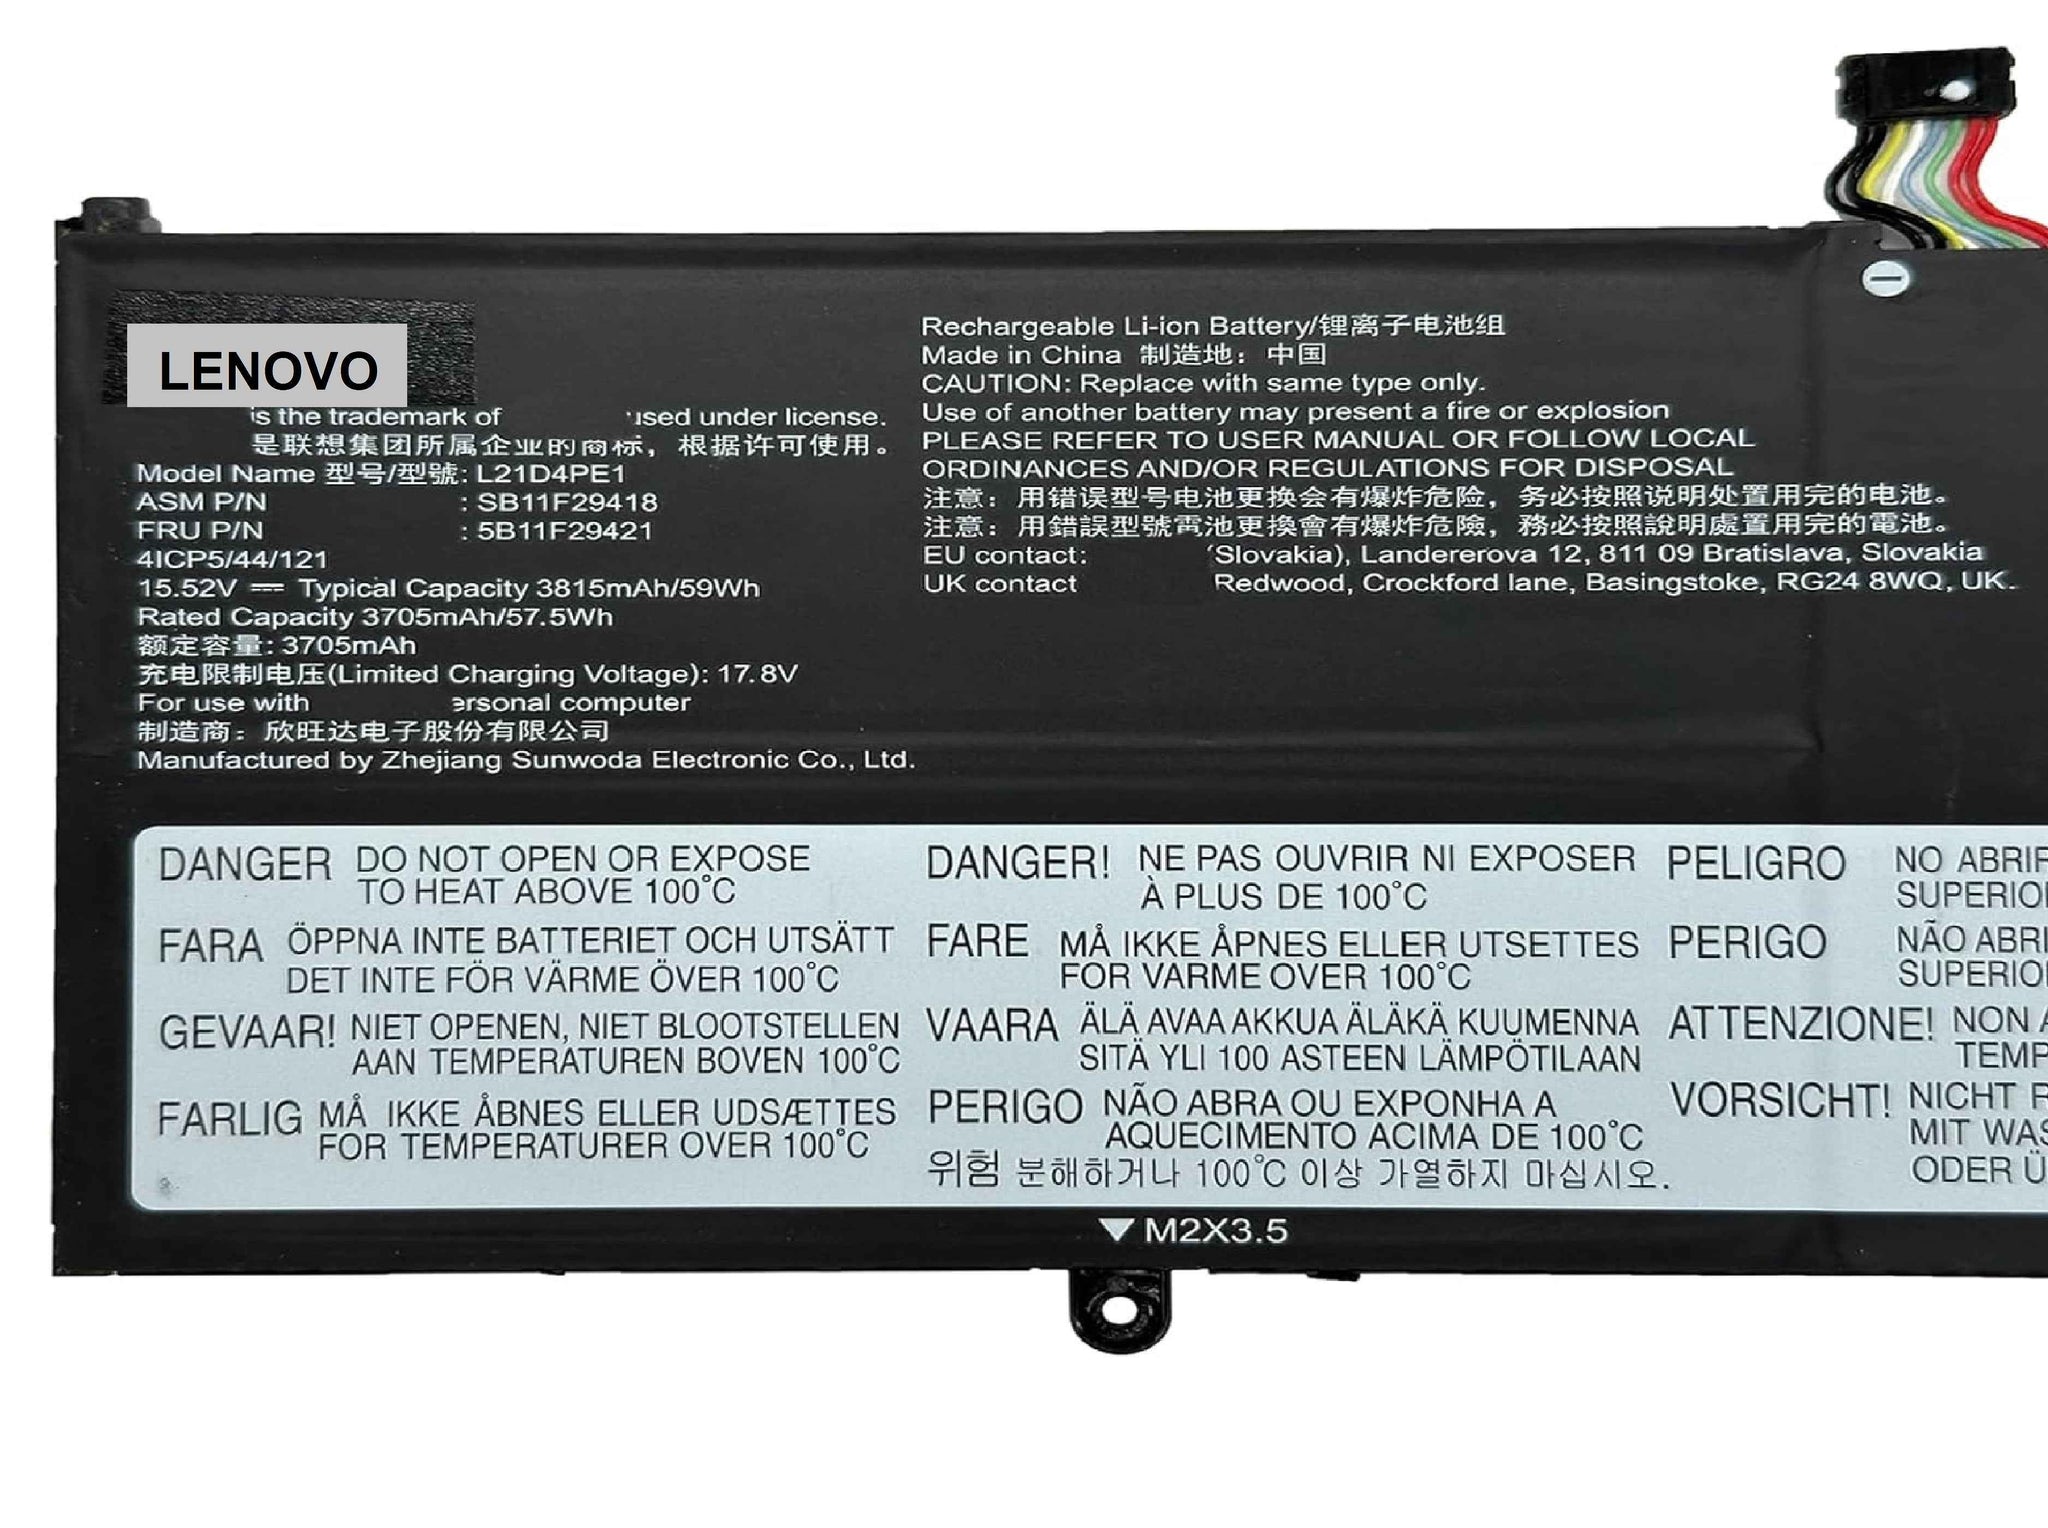 LENOVO
is the trademark of used under license.
是联想集团所属企业的商标，根据许可使用。
Model Name 型号/型號: L21D4PE1
ASM P/N : SB11F29418
FRU P/N : 5B11F29421
4ICP5/44/121
15.52V ⎓ Typical Capacity 3815mAh/59Wh
Rated Capacity 3705mAh/57.5Wh
额定容量: 3705mAh
充电限制电压(Limited Charging Voltage): 17.8V
For use with ersonal computer
制造商: 欣旺达电子股份有限公司
Manufactured by Zhejiang Sunwoda Electronic Co., Ltd.
Rechargeable Li-ion Battery/锂离子电池组
Made in China 制造地: 中国
CAUTION: Replace with same type only.
Use of another battery may present a fire or explosion
PLEASE REFER TO USER MANUAL OR FOLLOW LOCAL
ORDINANCES AND/OR REGULATIONS FOR DISPOSAL
注意: 用错误型号电池更换会有爆炸危险，务必按照说明处置用完的电池。
注意: 用錯誤型號電池更換會有爆炸危險，務必按照說明處置用完的電池。
EU contact: (Slovakia), Landererova 12, 811 09 Bratislava, Slovakia
UK contact Redwood, Crockford lane, Basingstoke, RG24 8WQ, UK.
DANGER DO NOT OPEN OR EXPOSE
TO HEAT ABOVE 100°C
FARA ÖPPNA INTE BATTERIET OCH UTSÄTT
DET INTE FÖR VÄRME ÖVER 100°C
GEVAAR! NIET OPENEN, NIET BLOOTSTELLEN
AAN TEMPERATUREN BOVEN 100°C
FARLIG MÅ IKKE ÅBNES ELLER UDSÆTTES
FOR TEMPERATURER OVER 100°C
DANGER! NE PAS OUVRIR NI EXPOSER
À PLUS DE 100°C
FARE MÅ IKKE ÅPNES ELLER UTSETTES
FOR VARME OVER 100°C
VAARA ÄLÄ AVAA AKKUA ÄLÄKÄ KUUMENNA
SITÄ YLI 100 ASTEEN LÄMPÖTILAAN
PERIGO NÃO ABRA OU EXPONHA A
AQUECIMENTO ACIMA DE 100°C
위험 분해하거나 100°C 이상 가열하지 마십시오.
PELIGRO NO ABRIR
SUPERIO
PERIGO NÃO ABRI
SUPERIO
ATTENZIONE! NON A
TEMP
VORSICHT! NICHT R
MIT WAS
ODER Ü
M2X3.5